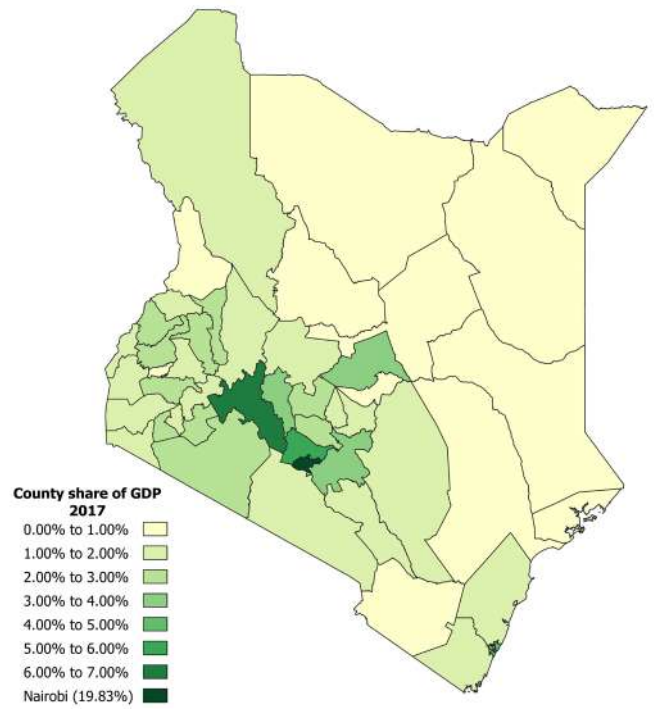 County share of GDP
2017
0.00% to 1.00%
1.00% to 2.00%
2.00% to 3.00%
3.00% to 4.00%
4.00% to 5.00%
5.00% to 6.00%
6.00% to 7.00%
Nairobi (19.83%)